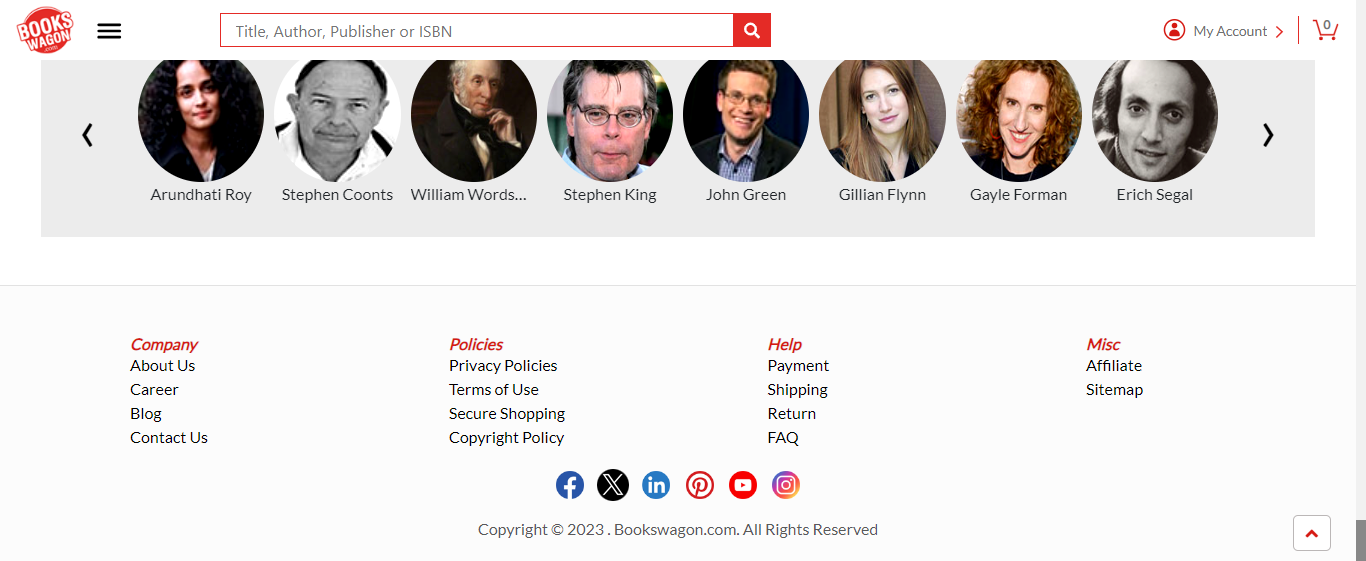 BOOKS
WAGON
.com
Title, Author, Publisher or ISBN
My Account
0
Arundhati Roy
Stephen Coonts
William Words...
Stephen King
John Green
Gillian Flynn
Gayle Forman
Erich Segal
Company
About Us
Career
Blog
Contact Us
Policies
Privacy Policies
Terms of Use
Secure Shopping
Copyright Policy
Help
Payment
Shipping
Return
FAQ
Misc
Affiliate
Sitemap
Copyright © 2023 . Bookswagon.com. All Rights Reserved